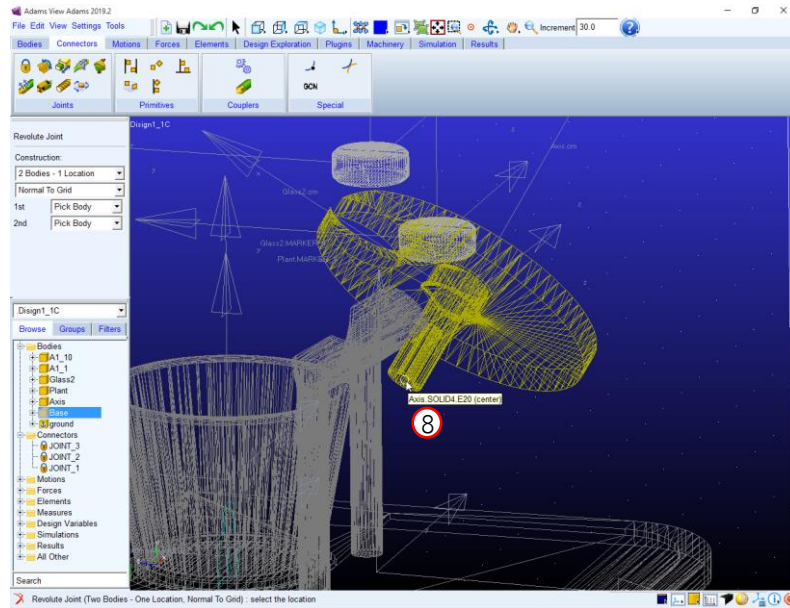 Adams View Adams 2019.2
File Edit View Settings Tools
Increment 30.0
Bodies Connectors Motions Forces Elements Design Exploration Plugins Machinery Simulation Results
GCN
Joints Primitives Couplers Special
Revolute Joint
Construction:
2 Bodies - 1 Location
Normal To Grid
1st Pick Body
2nd Pick Body
.Disign1_1C
Browse Groups Filters
Bodies
A1_10
A1_1
Glass2
Plant
Axis
Base
ground
Connectors
JOINT_3
JOINT_2
JOINT_1
Motions
Forces
Elements
Measures
Design Variables
Simulations
Results
All Other
Search
Disign1_1C
Axis.cm
Glass2.cm
Glass2.MARKER
Plant.MARKER
Axis.SOLID4.E20 (center)
8
Revolute Joint (Two Bodies - One Location, Normal To Grid) : select the location